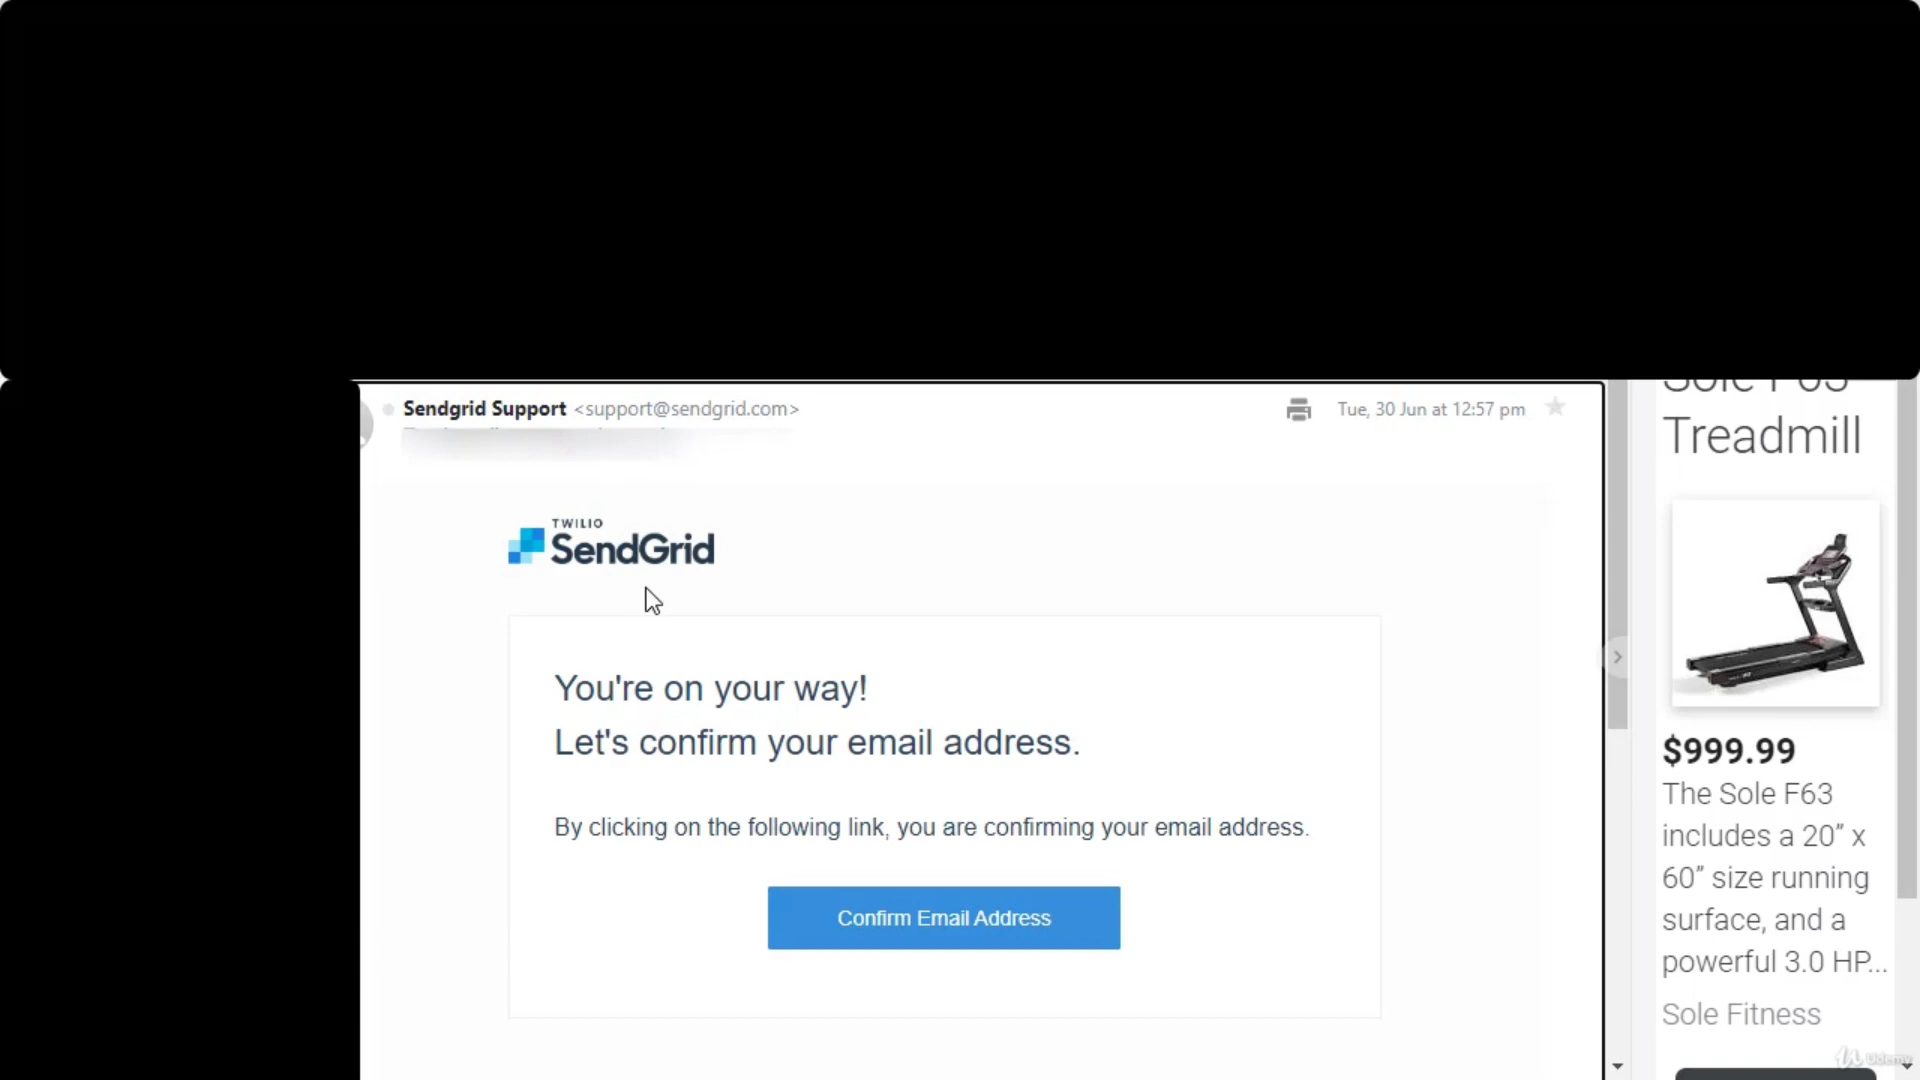 Sendgrid Support <support@sendgrid.com>
Tue, 30 Jun at 12:57 pm
TWILIO
SendGrid
You're on your way!
Let's confirm your email address.
By clicking on the following link, you are confirming your email address.
Confirm Email Address
Sole F63
Treadmill
$999.99
The Sole F63
includes a 20” x
60” size running
surface, and a
powerful 3.0 HP...
Sole Fitness
Udemy